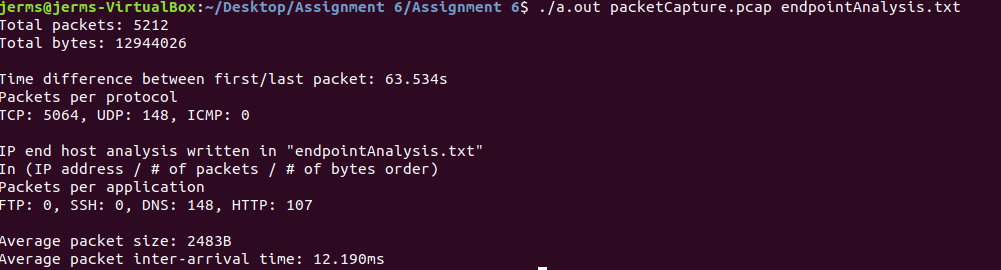 jerms@jerms-VirtualBox:~/Desktop/Assignment 6/Assignment 6$ ./a.out packetCapture.pcap endpointAnalysis.txt
Total packets: 5212
Total bytes: 12944026
Time difference between first/last packet: 63.534s
Packets per protocol
TCP: 5064, UDP: 148, ICMP: 0
IP end host analysis written in "endpointAnalysis.txt"
In (IP address / # of packets / # of bytes order)
Packets per application
FTP: 0, SSH: 0, DNS: 148, HTTP: 107
Average packet size: 2483B
Average packet inter-arrival time: 12.190ms